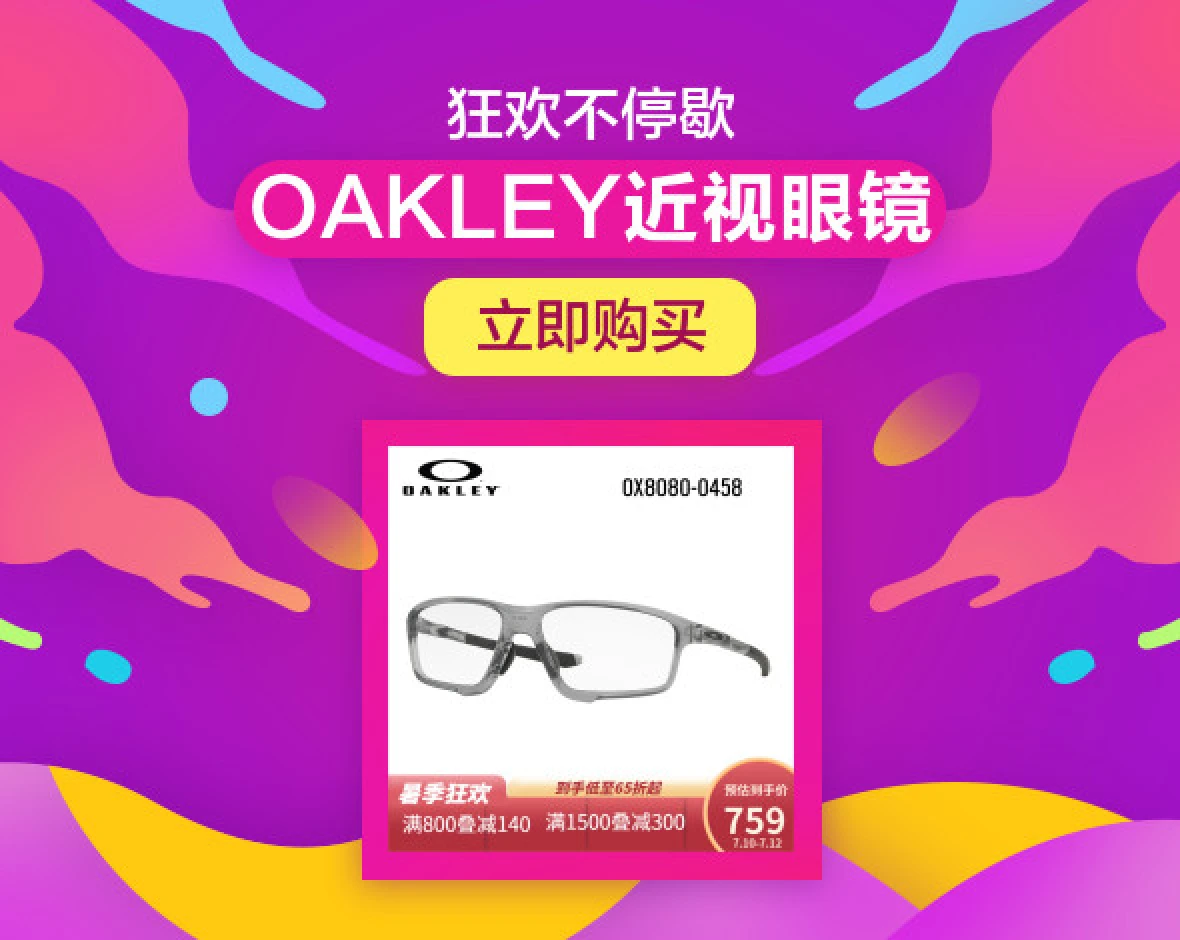 狂欢不停歇
OAKLEY近视眼镜
立即购买
OAKLEY
OX8080-0458
暑季狂欢
到手低至65折起
预估到手价
满800叠减140
满1500叠减300
759
7.10-7.12